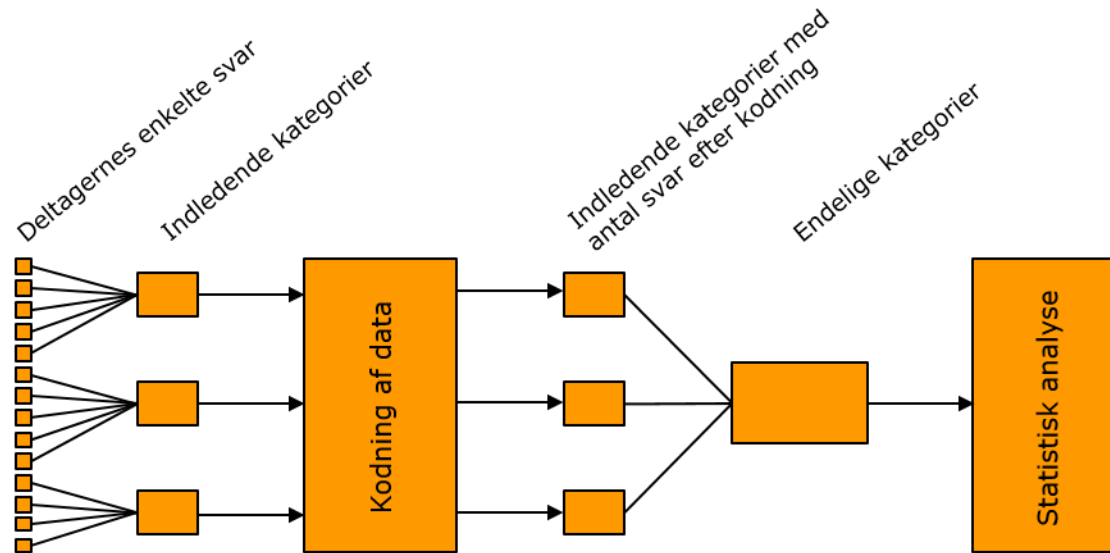 Deltagernes enkelte svar
Indledende kategorier
Kodning af data
Indledende kategorier med
antal svar efter kodning
Endelige kategorier
Statistisk analyse